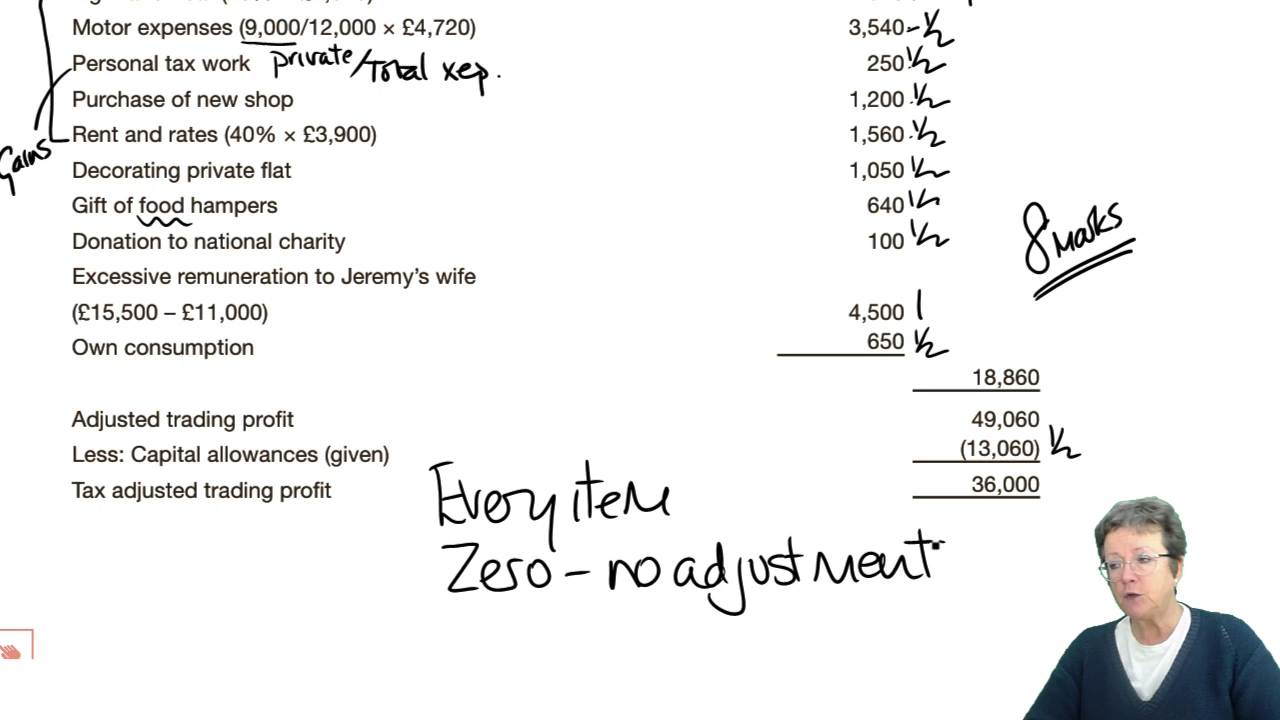 Motor expenses (9,000/12,000 × £4,720) 3,540 ½
Personal tax work private/Total 250 ½
Purchase of new shop 1,200 ½
Gains
Rent and rates (40% × £3,900) 1,560 ½
Decorating private flat 1,050 ½
Gift of food hampers 640 ½
8 marks
Donation to national charity 100 ½
Excessive remuneration to Jeremy’s wife
(£15,500 – £11,000) 4,500 1
Own consumption 650 ½
18,860
Adjusted trading profit 49,060
Less: Capital allowances (given) (13,060) ½
Tax adjusted trading profit 36,000
Every item
Zero – no adjustment